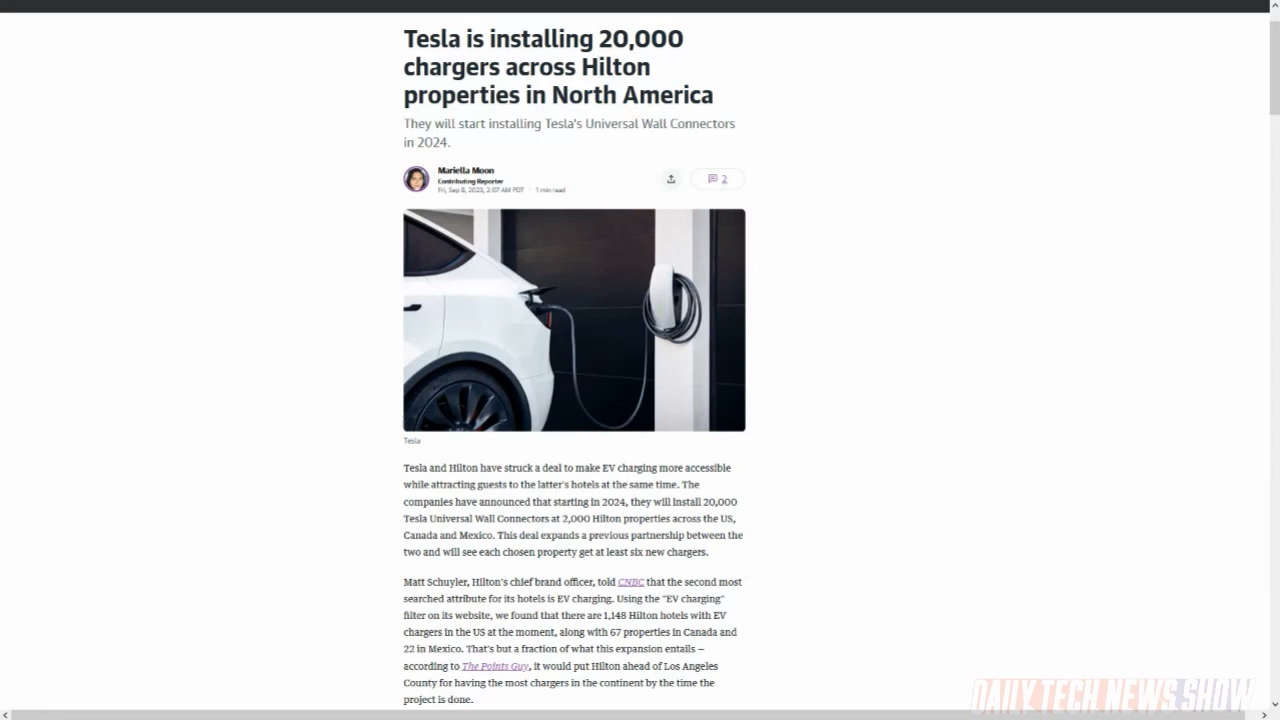 Tesla is installing 20,000
chargers across Hilton
properties in North America
They will start installing Tesla's Universal Wall Connectors
in 2024.
Mariella Moon
Contributing Reporter
Fri, Sep 8, 2023, 2:07 AM PDT · 1 min read
2
Tesla
Tesla and Hilton have struck a deal to make EV charging more accessible
while attracting guests to the latter's hotels at the same time. The
companies have announced that starting in 2024, they will install 20,000
Tesla Universal Wall Connectors at 2,000 Hilton properties across the US,
Canada and Mexico. This deal expands a previous partnership between the
two and will see each chosen property get at least six new chargers.
Matt Schuyler, Hilton's chief brand officer, told CNBC that the second most
searched attribute for its hotels is EV charging. Using the "EV charging"
filter on its website, we found that there are 1,148 Hilton hotels with EV
chargers in the US at the moment, along with 67 properties in Canada and
22 in Mexico. That's but a fraction of what this expansion entails —
according to The Points Guy, it would put Hilton ahead of Los Angeles
County for having the most chargers in the continent by the time the
project is done.
DAILY TECH NEWS SHOW